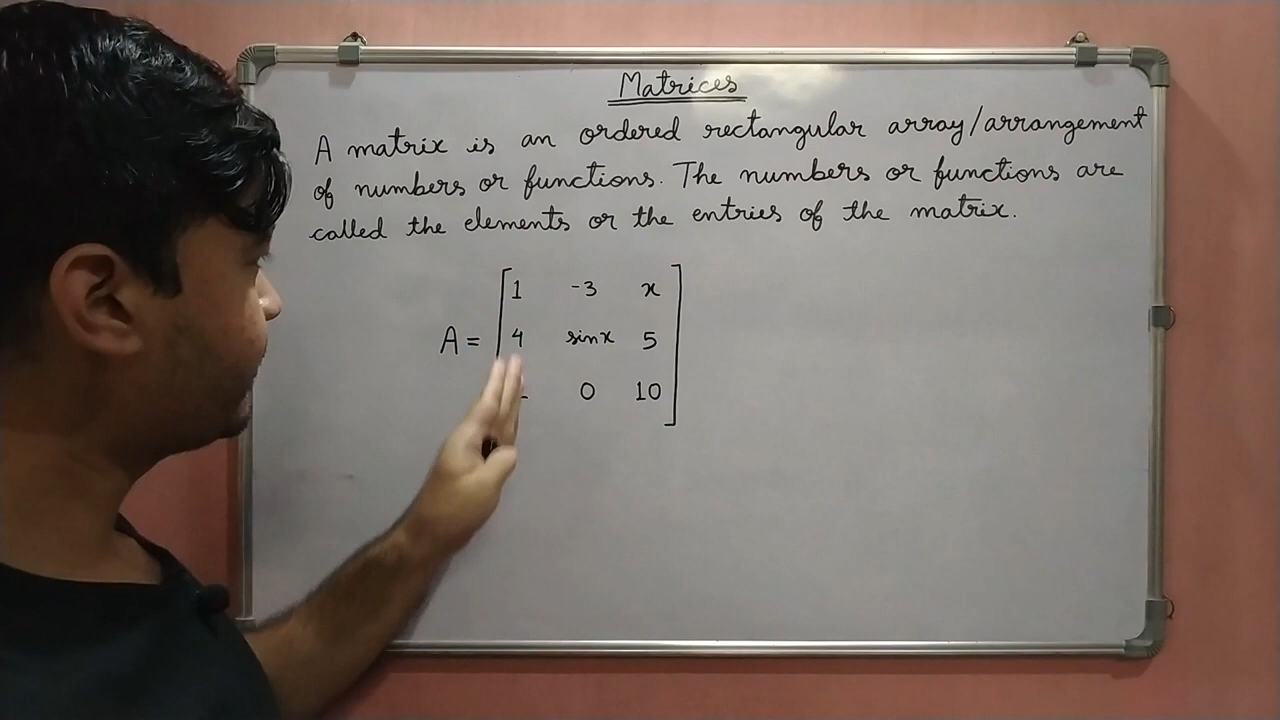 Matrices
A matrix is an ordered rectangular array/arrangement
of numbers or functions. The numbers or functions are
called the elements or the entries of the matrix.
1 -3 x
A = 4 sinx 5
0 10